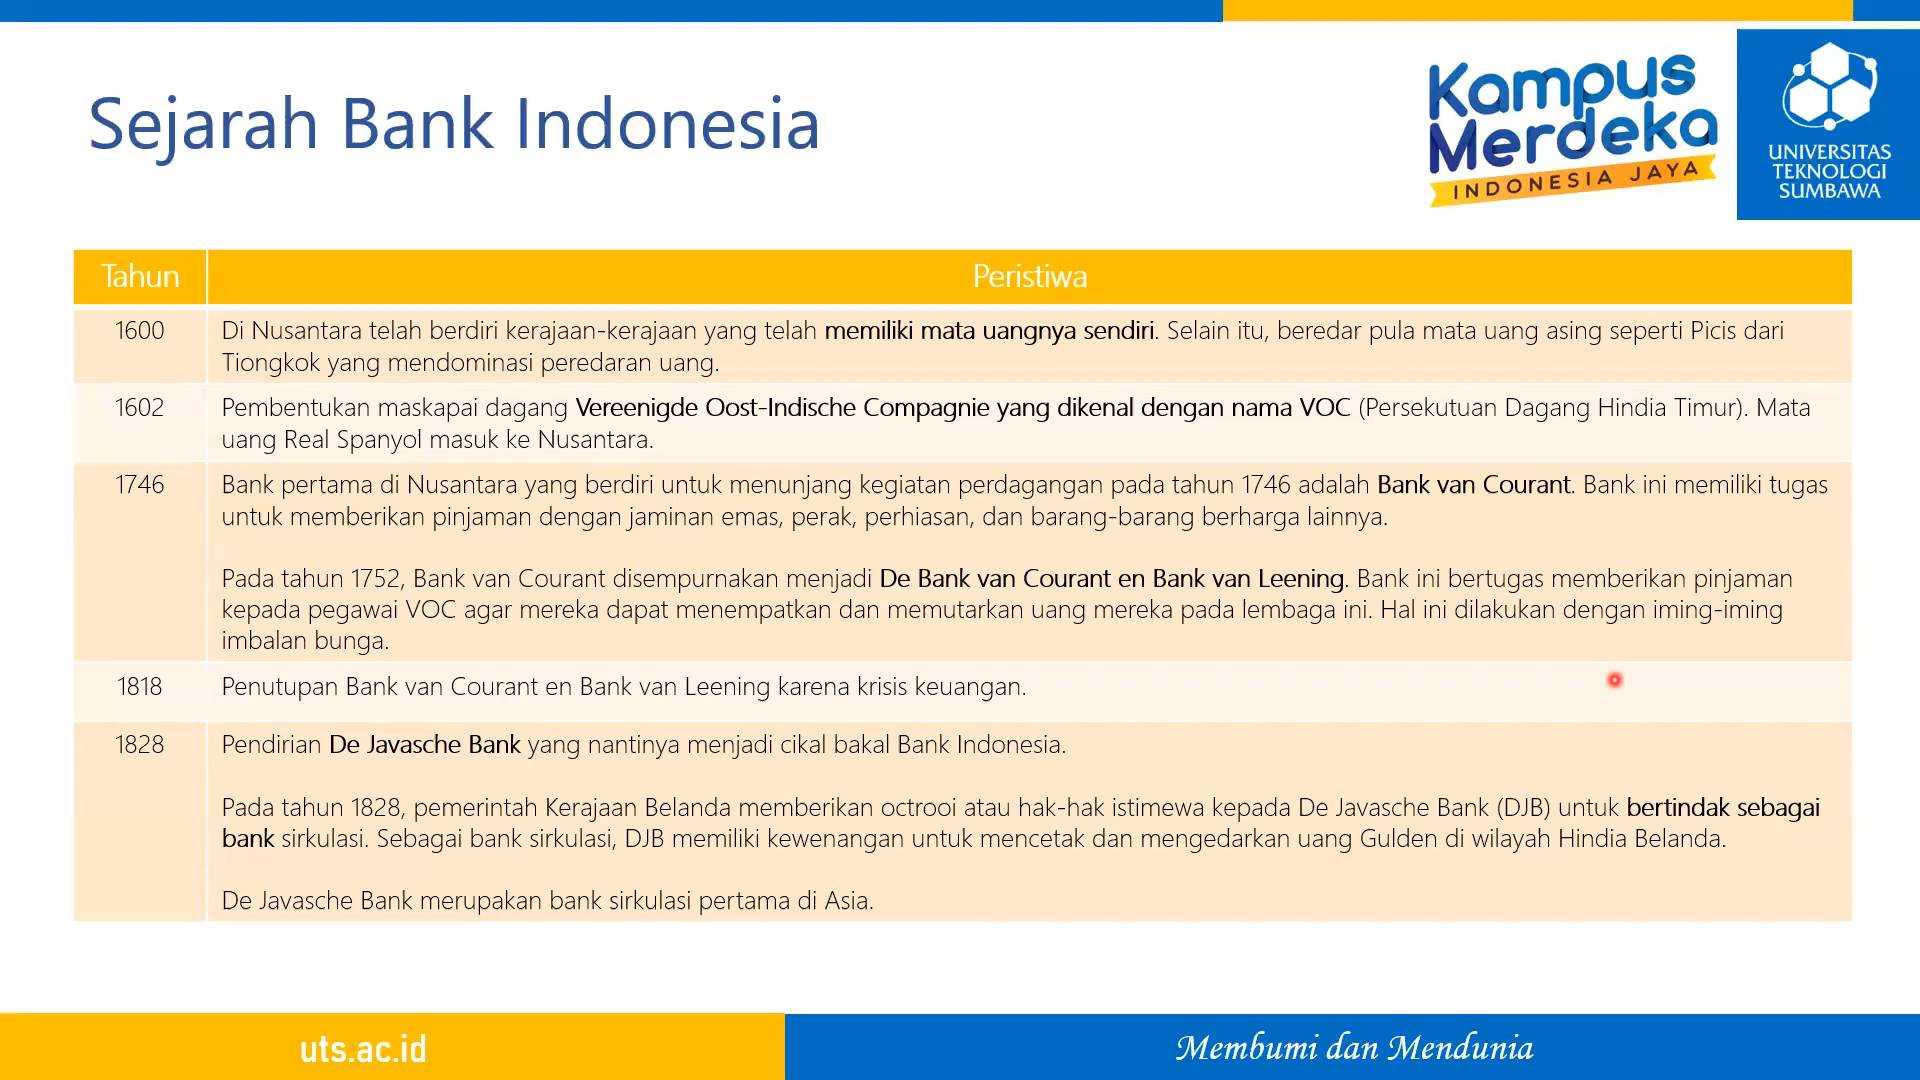 Sejarah Bank Indonesia
Kampus
Merdeka
INDONESIA JAYA
UNIVERSITAS
TEKNOLOGI
SUMBAWA
Tahun
Peristiwa
1600
Di Nusantara telah berdiri kerajaan-kerajaan yang telah memiliki mata uangnya sendiri. Selain itu, beredar pula mata uang asing seperti Picis dari
Tiongkok yang mendominasi peredaran uang.
1602
Pembentukan maskapai dagang Vereenigde Oost-Indische Compagnie yang dikenal dengan nama VOC (Persekutuan Dagang Hindia Timur). Mata
uang Real Spanyol masuk ke Nusantara.
1746
Bank pertama di Nusantara yang berdiri untuk menunjang kegiatan perdagangan pada tahun 1746 adalah Bank van Courant. Bank ini memiliki tugas
untuk memberikan pinjaman dengan jaminan emas, perak, perhiasan, dan barang-barang berharga lainnya.
Pada tahun 1752, Bank van Courant disempurnakan menjadi De Bank van Courant en Bank van Leening. Bank ini bertugas memberikan pinjaman
kepada pegawai VOC agar mereka dapat menempatkan dan memutarkan uang mereka pada lembaga ini. Hal ini dilakukan dengan iming-iming
imbalan bunga.
1818
Penutupan Bank van Courant en Bank van Leening karena krisis keuangan.
1828
Pendirian De Javasche Bank yang nantinya menjadi cikal bakal Bank Indonesia.
Pada tahun 1828, pemerintah Kerajaan Belanda memberikan octrooi atau hak-hak istimewa kepada De Javasche Bank (DJB) untuk bertindak sebagai
bank sirkulasi. Sebagai bank sirkulasi, DJB memiliki kewenangan untuk mencetak dan mengedarkan uang Gulden di wilayah Hindia Belanda.
De Javasche Bank merupakan bank sirkulasi pertama di Asia.
uts.ac.id
Membumi dan Mendunia